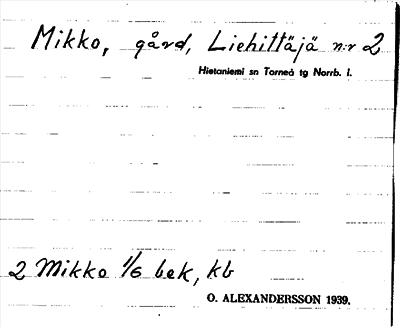 Mikko, gård, Liehittäjä n:r 2
Hietaniemi sn Torneå tg Norrb. l.
2 Mikko 1/6 bek, kb
O. ALEXANDERSSON 1939.